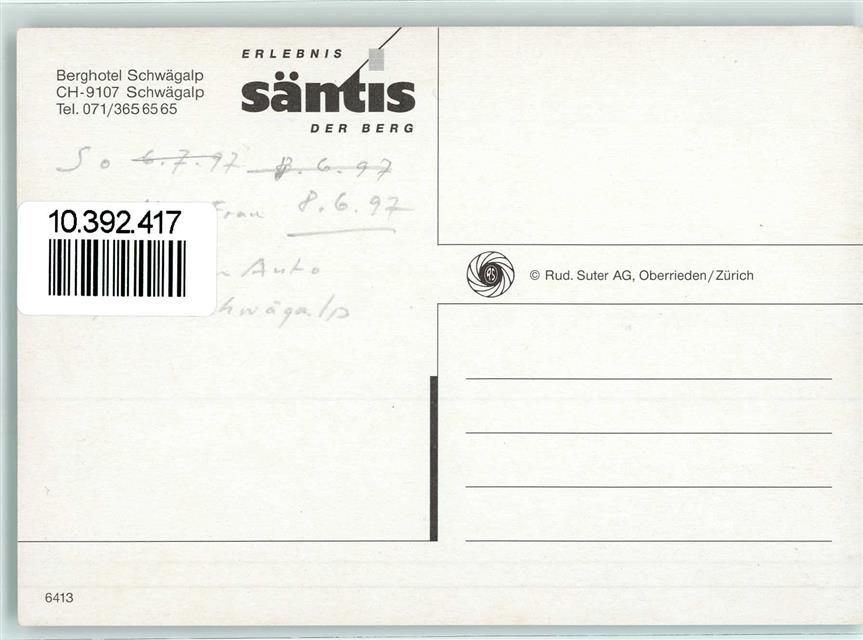 Berghotel Schwägalp
CH-9107 Schwägalp
Tel. 071/365 65 65
ERLEBNIS
säntis
DER BERG
So 6.7.97 8.6.97
Frau 8.6.97
10.392.417
Auto
hwägalp
© Rud. Suter AG, Oberrieden/Zürich
6413